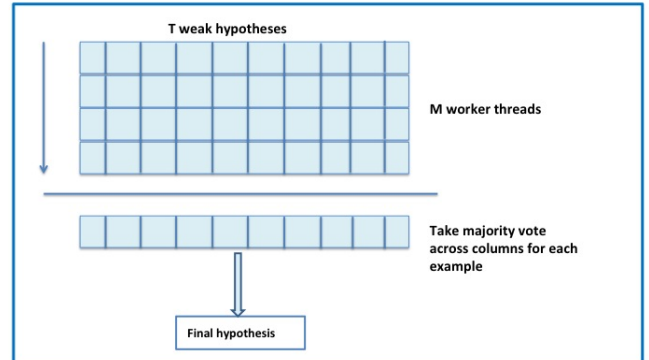 T weak hypotheses
M worker threads
Take majority vote
across columns for each
example
Final hypothesis